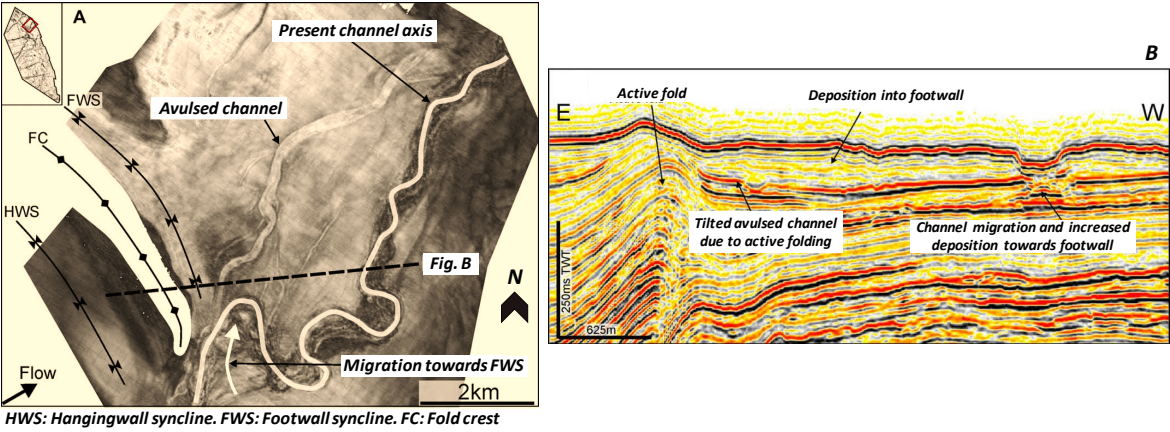 A
Present channel axis
FWS
Avulsed channel
FC
HWS
Fig. B
N
Migration towards FWS
Flow
2km
HWS: Hangingwall syncline. FWS: Footwall syncline. FC: Fold crest
B
Active fold
Deposition into footwall
E
W
Tilted avulsed channel
due to active folding
Channel migration and increased
deposition towards footwall
250ms TWT
625m